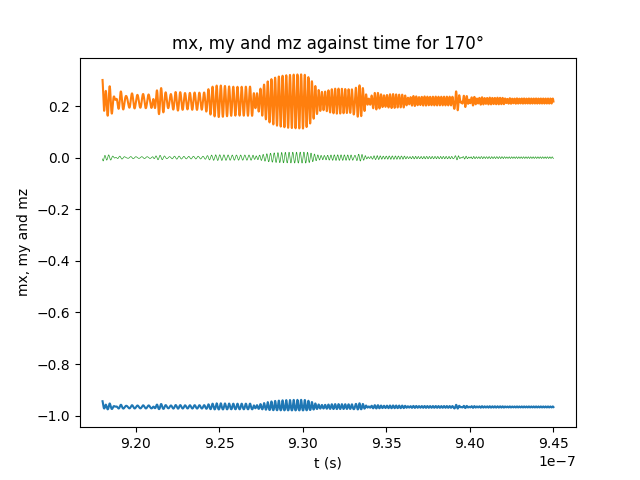 mx, my and mz against time for 170°
mx, my and mz
0.2
0.0
−0.2
−0.4
−0.6
−0.8
−1.0
9.20 9.25 9.30 9.35 9.40 9.45
1e−7
t (s)